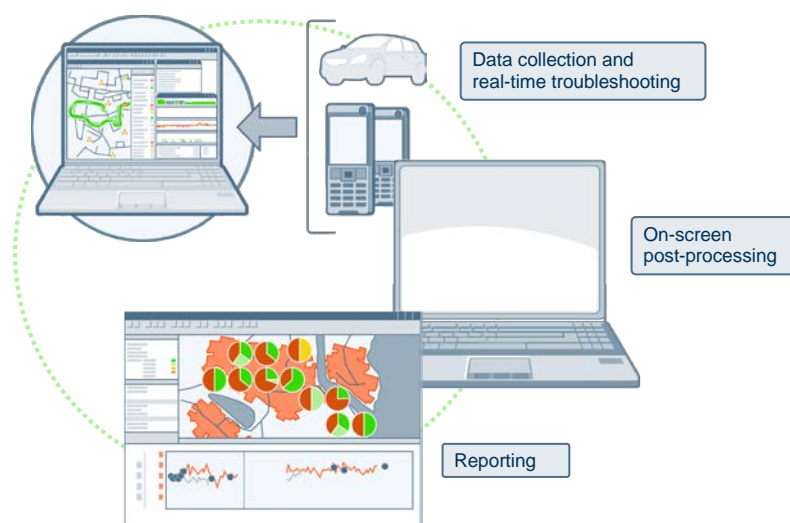 Data collection and
real-time troubleshooting
On-screen
post-processing
Reporting